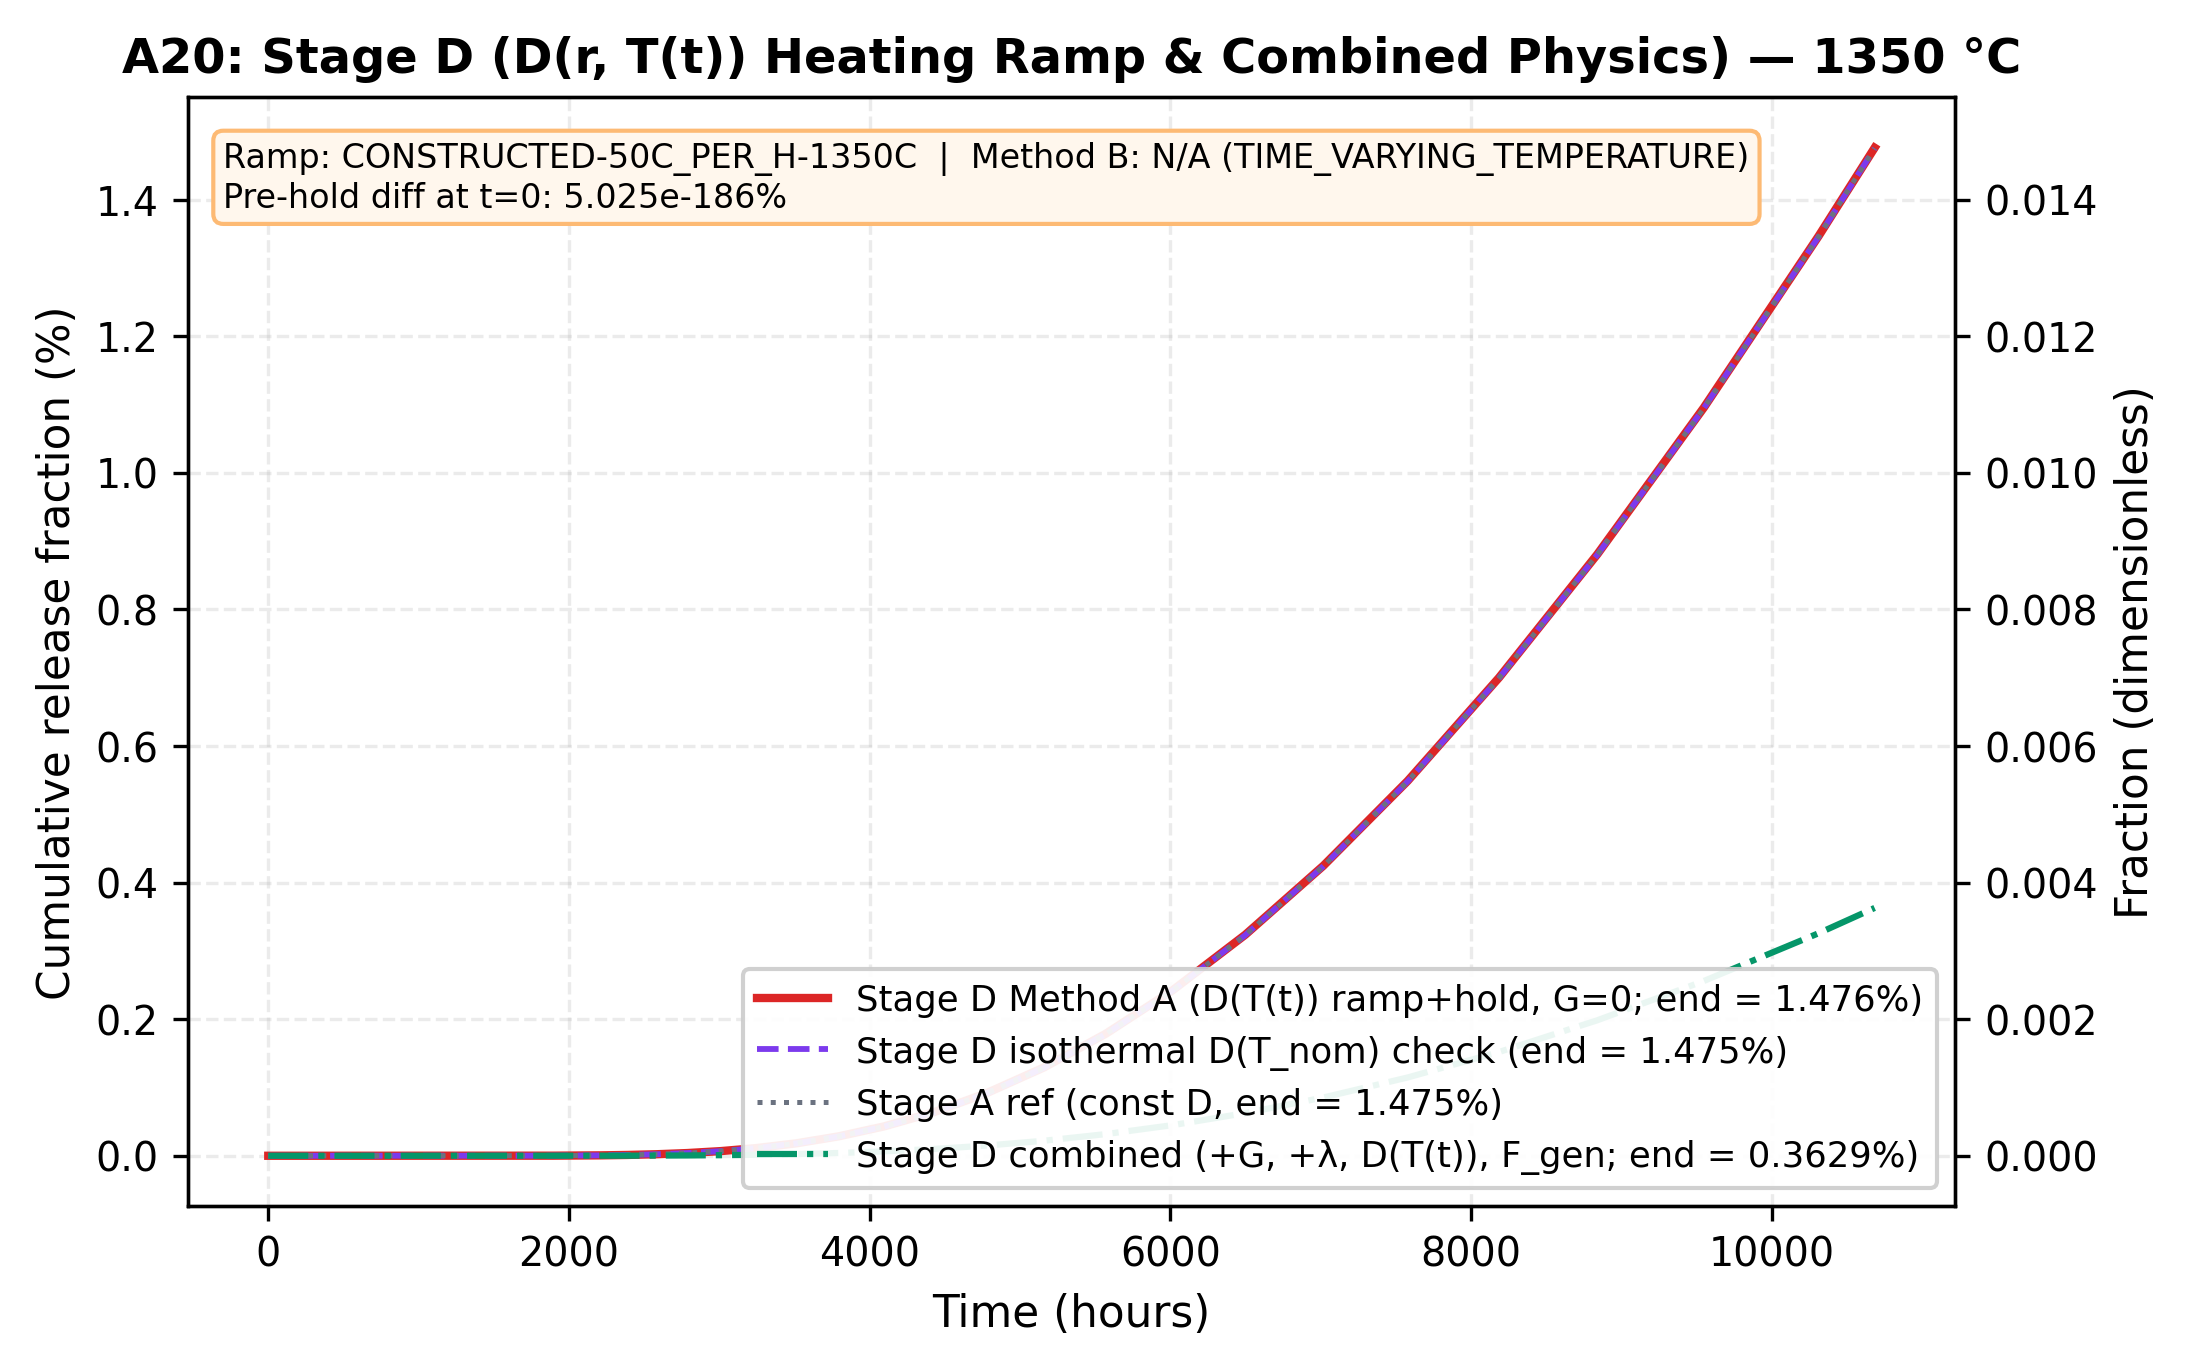 A20: Stage D (D(r, T(t)) Heating Ramp & Combined Physics) — 1350 °C
Ramp: CONSTRUCTED-50C_PER_H-1350C | Method B: N/A (TIME_VARYING_TEMPERATURE)
Pre-hold diff at t=0: 5.025e-186%
Cumulative release fraction (%)
1.4
1.2
1.0
0.8
0.6
0.4
0.2
0.0
0.014
0.012
0.010
0.008
0.006
0.004
0.002
0.000
Fraction (dimensionless)
Stage D Method A (D(T(t)) ramp+hold, G=0; end = 1.476%)
Stage D isothermal D(T_nom) check (end = 1.475%)
Stage A ref (const D, end = 1.475%)
Stage D combined (+G, +λ, D(T(t)), F_gen; end = 0.3629%)
0
2000
4000
6000
8000
10000
Time (hours)